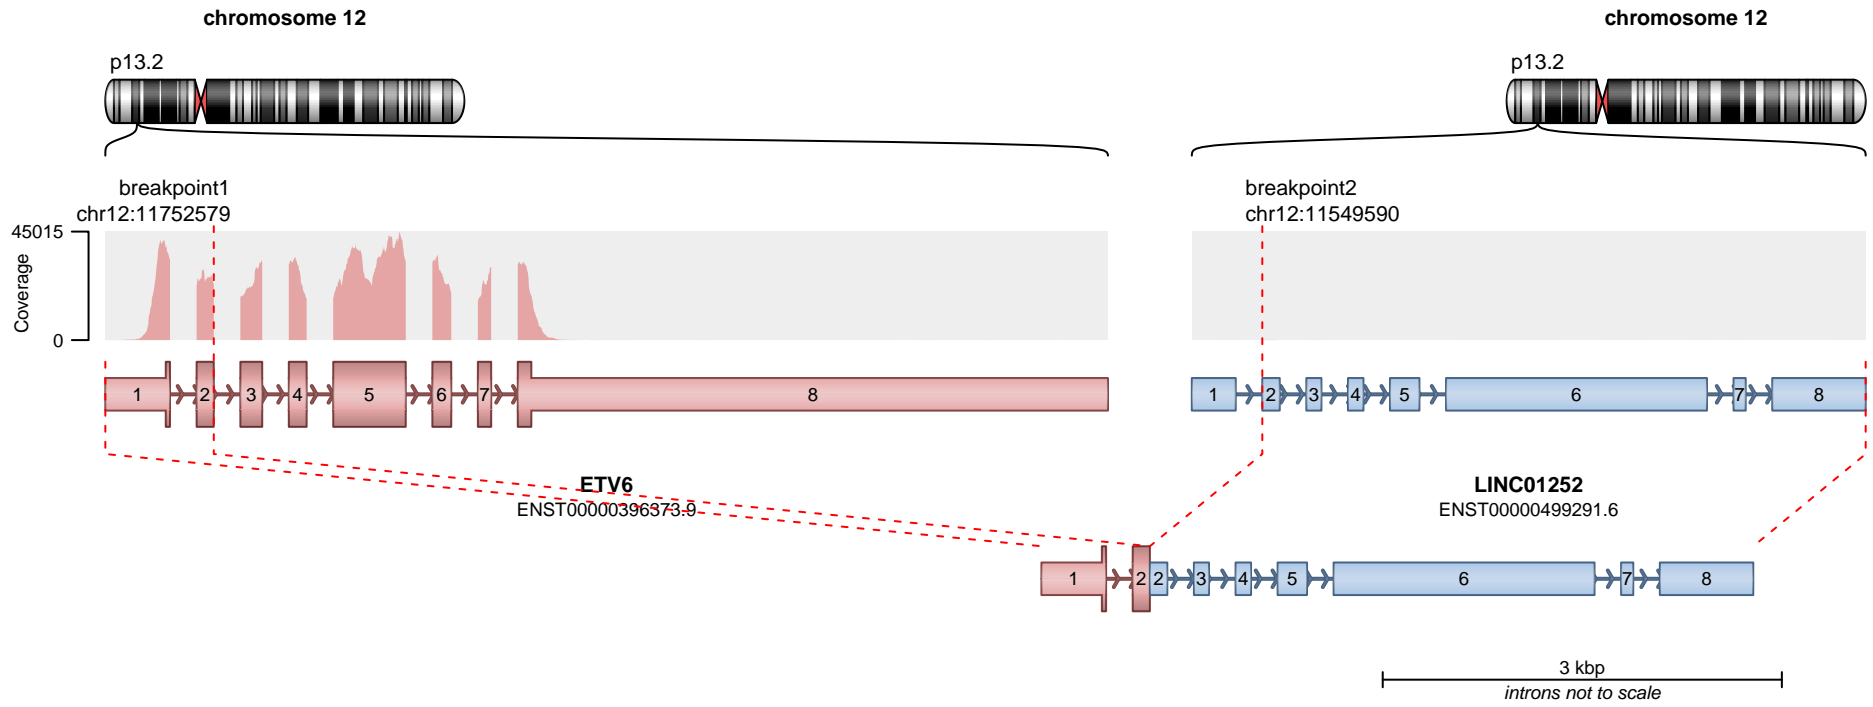 chromosome 12
chromosome 12
p13.2
p13.2
breakpoint1
chr12:11752579
breakpoint2
chr12:11549590
45015
Coverage
0
1 2 3 4 5 6 7 8
1 2 3 4 5 6 7 8
ETV6
ENST00000396373.9
LINC01252
ENST00000499291.6
1 2 2 3 4 5 6 7 8
3 kbp
introns not to scale